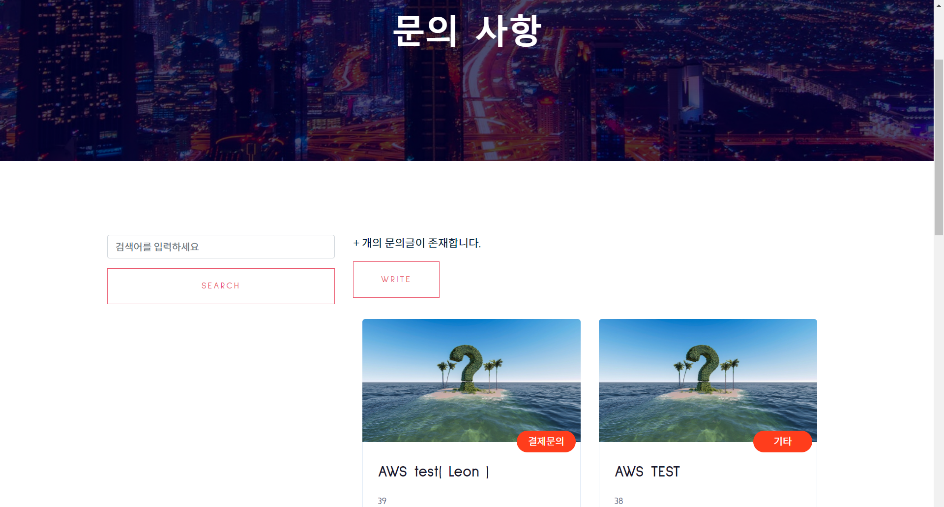 문의 사항
검색어를 입력하세요
SEARCH
+ 개의 문의글이 존재합니다.
WRITE
결제문의
AWS test( Leon )
39
기타
AWS TEST
38